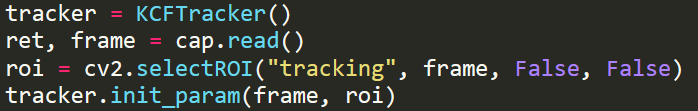 tracker = KCFTracker()
ret, frame = cap.read()
roi = cv2.selectROI("tracking", frame, False, False)
tracker.init_param(frame, roi)